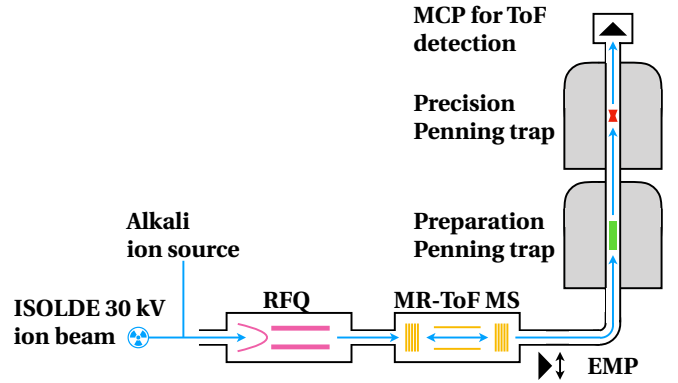 MCP for ToF
detection
Precision
Penning trap
Preparation
Penning trap
Alkali
ion source
ISOLDE 30 kV
ion beam
RFQ
MR-ToF MS
EMP